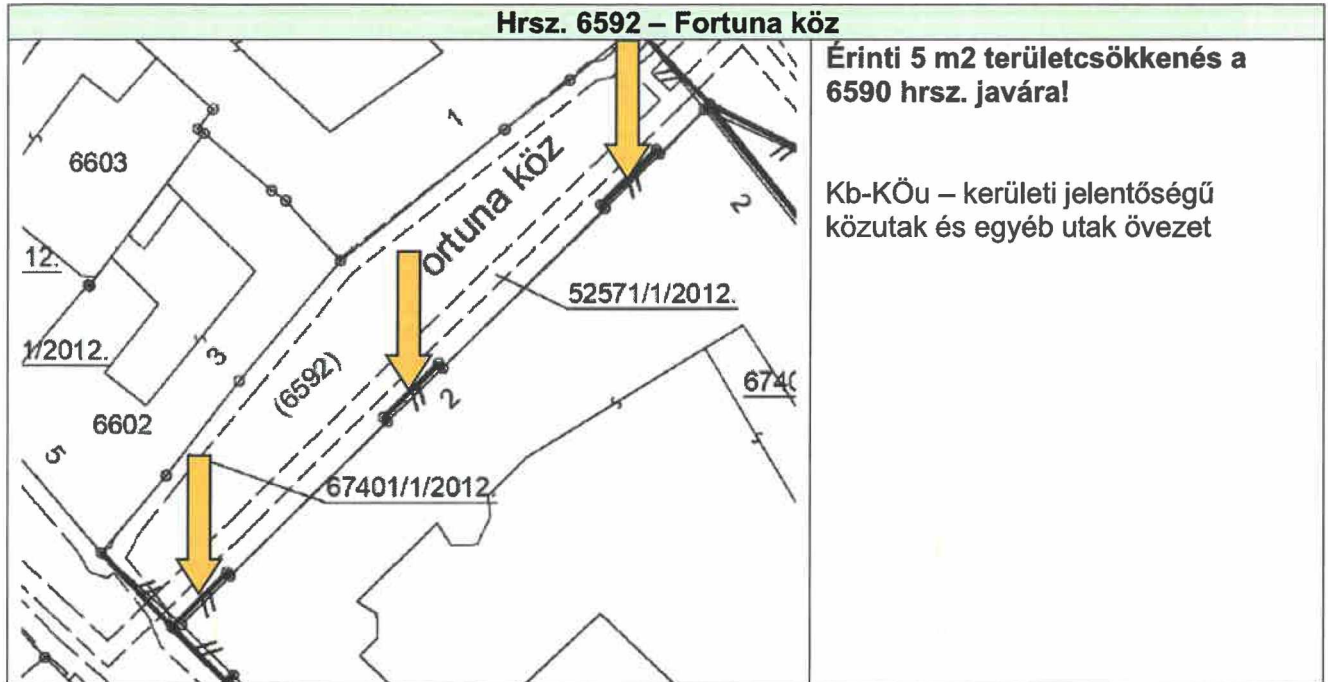 Hrsz. 6592 – Fortuna köz
Érinti 5 m2 területcsökkenés a
6590 hrsz. javára!
Kb-KÖu – kerületi jelentőségű
közutak és egyéb utak övezet
1
6603
ortuna köz
2
12.
52571/1/2012.
1/2012.
3
(6592)
2
6740
6602
5
67401/1/2012.